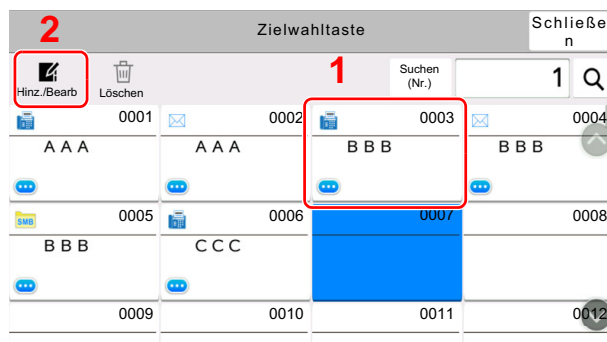 2
Zielwahltaste
Schließe
n
Hinz./Bearb
Löschen
1
Suchen
(Nr.)
1
0001
0002
0003
0004
A A A
A A A
B B B
B B B
SMB
0005
0006
0007
0008
B B B
C C C
0009
0010
0011
0012